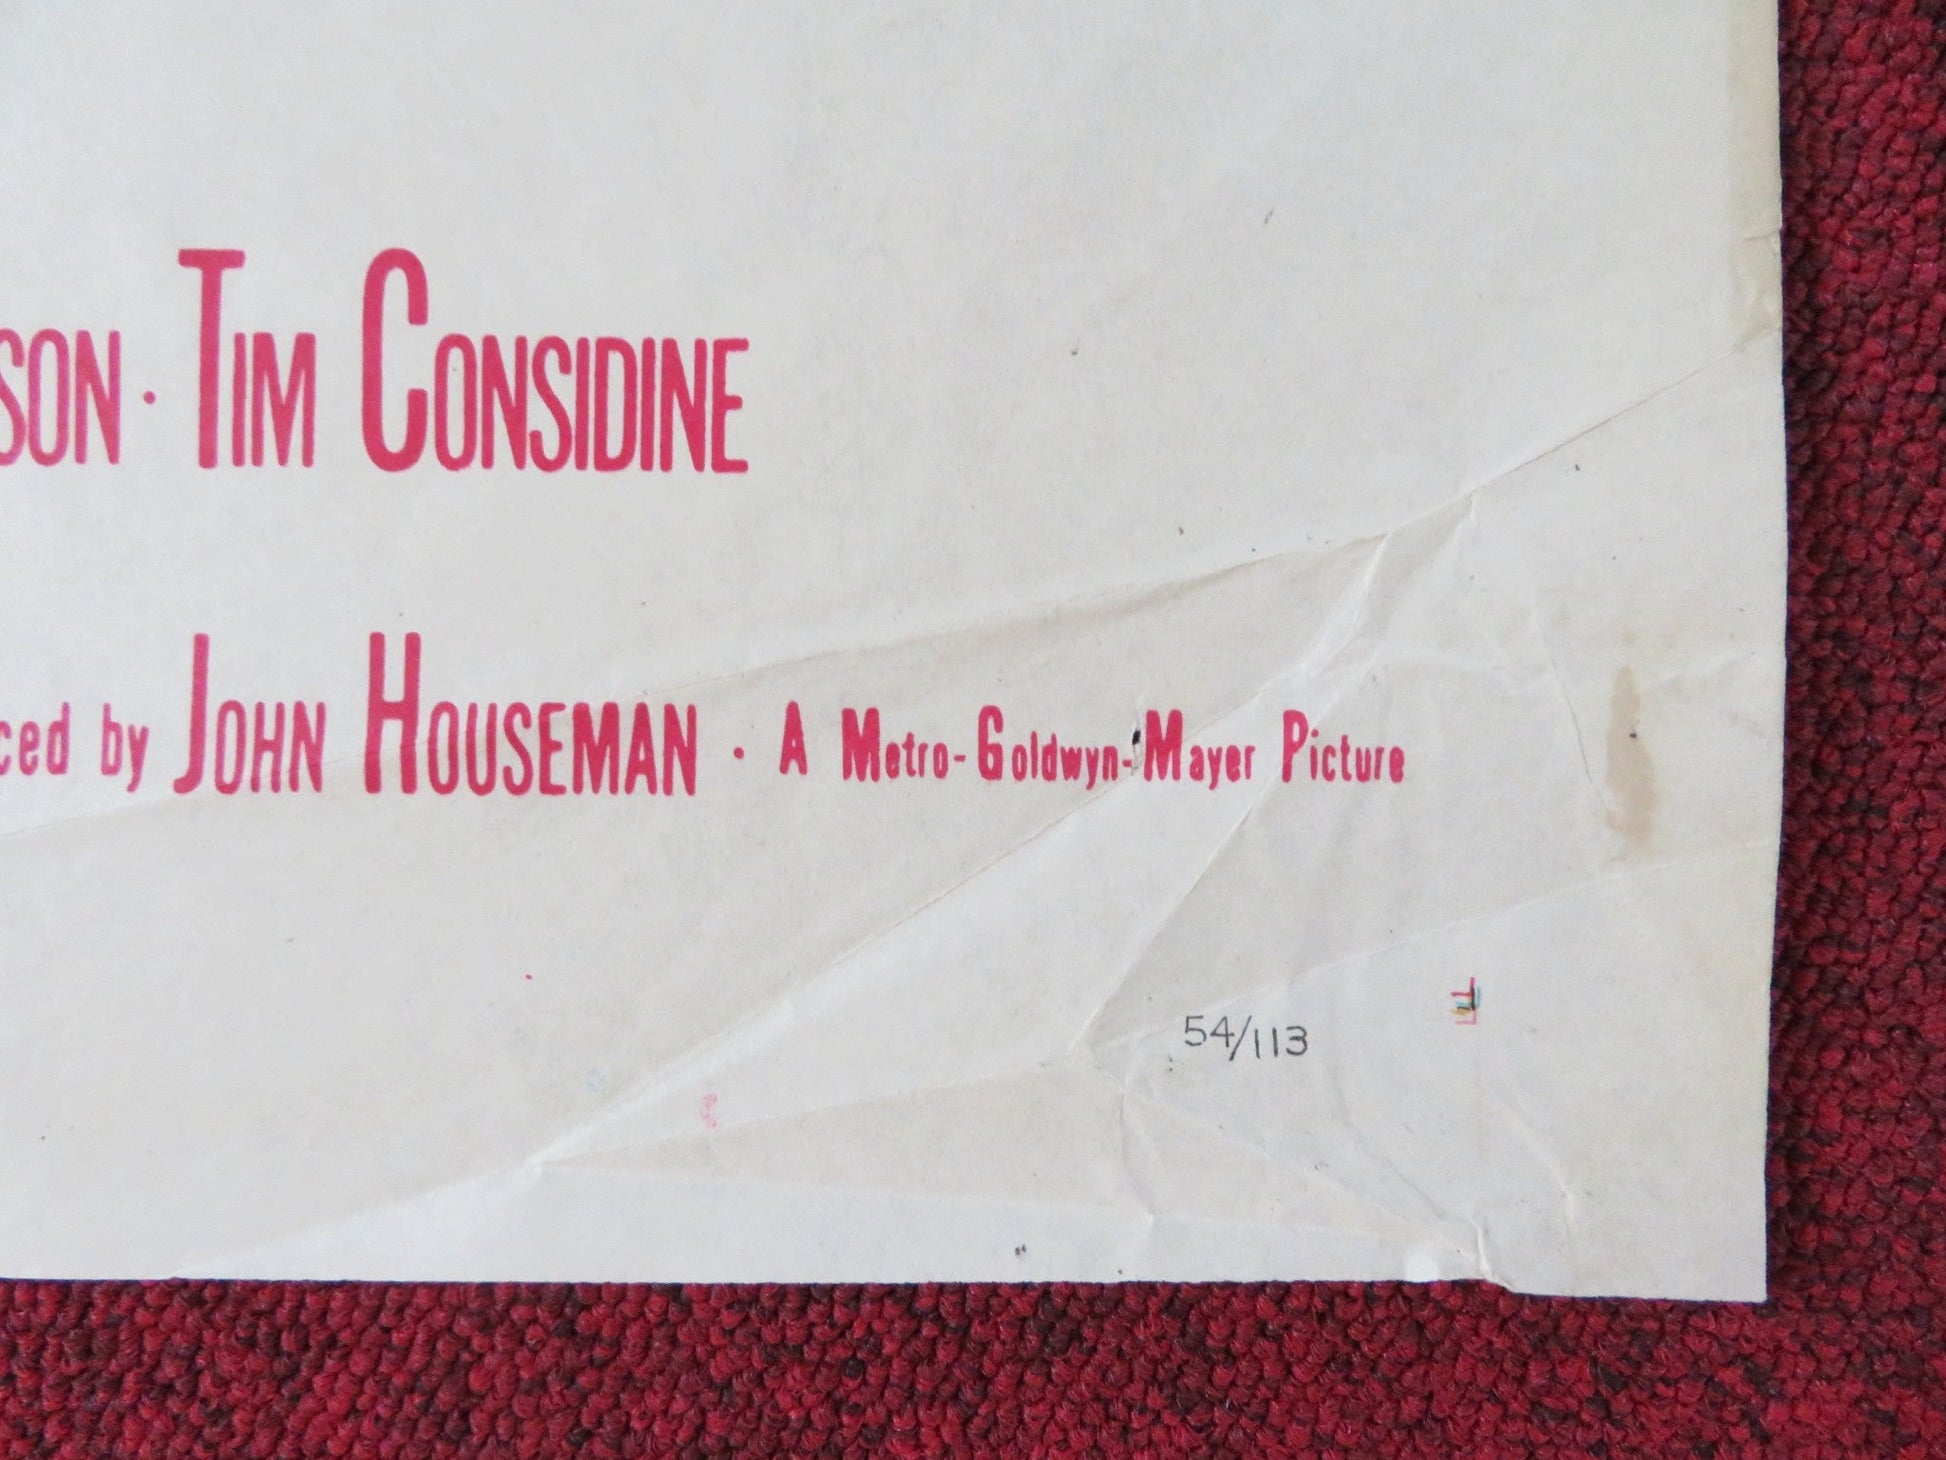 SON · TIM CONSIDINE
ced by JOHN HOUSEMAN · A Metro-Goldwyn-Mayer Picture
54/113